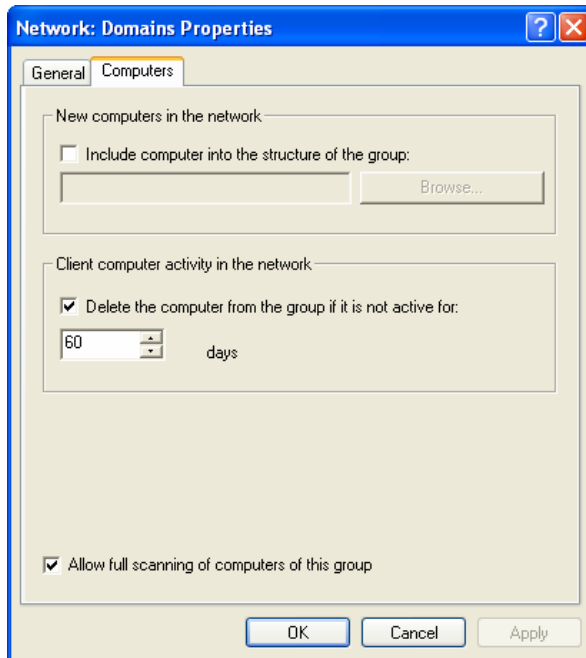 Network: Domains Properties
General Computers
New computers in the network
Include computer into the structure of the group:
Browse...
Client computer activity in the network
Delete the computer from the group if it is not active for:
60 days
Allow full scanning of computers of this group
OK Cancel Apply